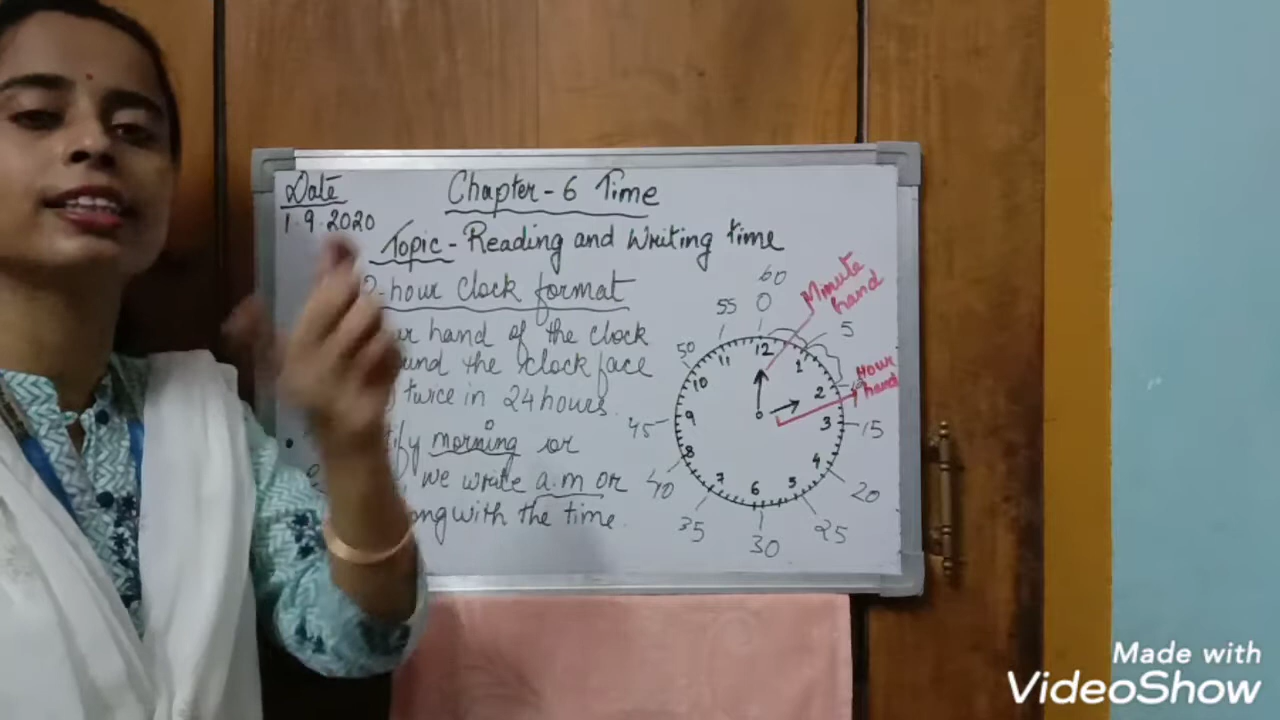 Date
1.9.2020
Chapter - 6 Time
Topic - Reading and Writing time
-hour clock format
hand of the clock
the clock face
twice in 24 hours.
morning or
we write a.m or
with the time.
Minute hand
Hour hand
60
0
5
15
20
25
30
35
40
45
50
55
12
1
2
3
4
5
6
7
8
9
10
11
Made with
VideoShow